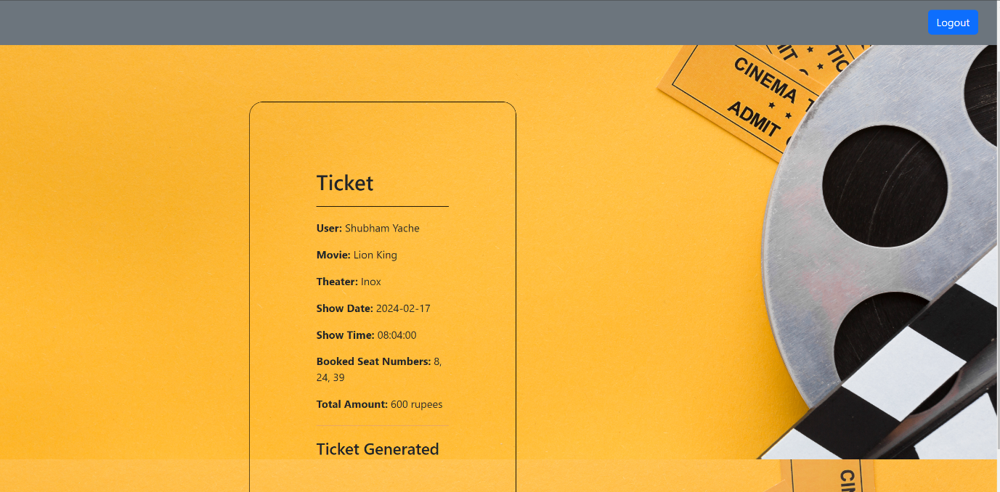 Logout
CINEMA T
ADMIT
Ticket
User: Shubham Yache
Movie: Lion King
Theater: Inox
Show Date: 2024-02-17
Show Time: 08:04:00
Booked Seat Numbers: 8,
24, 39
Total Amount: 600 rupees
Ticket Generated